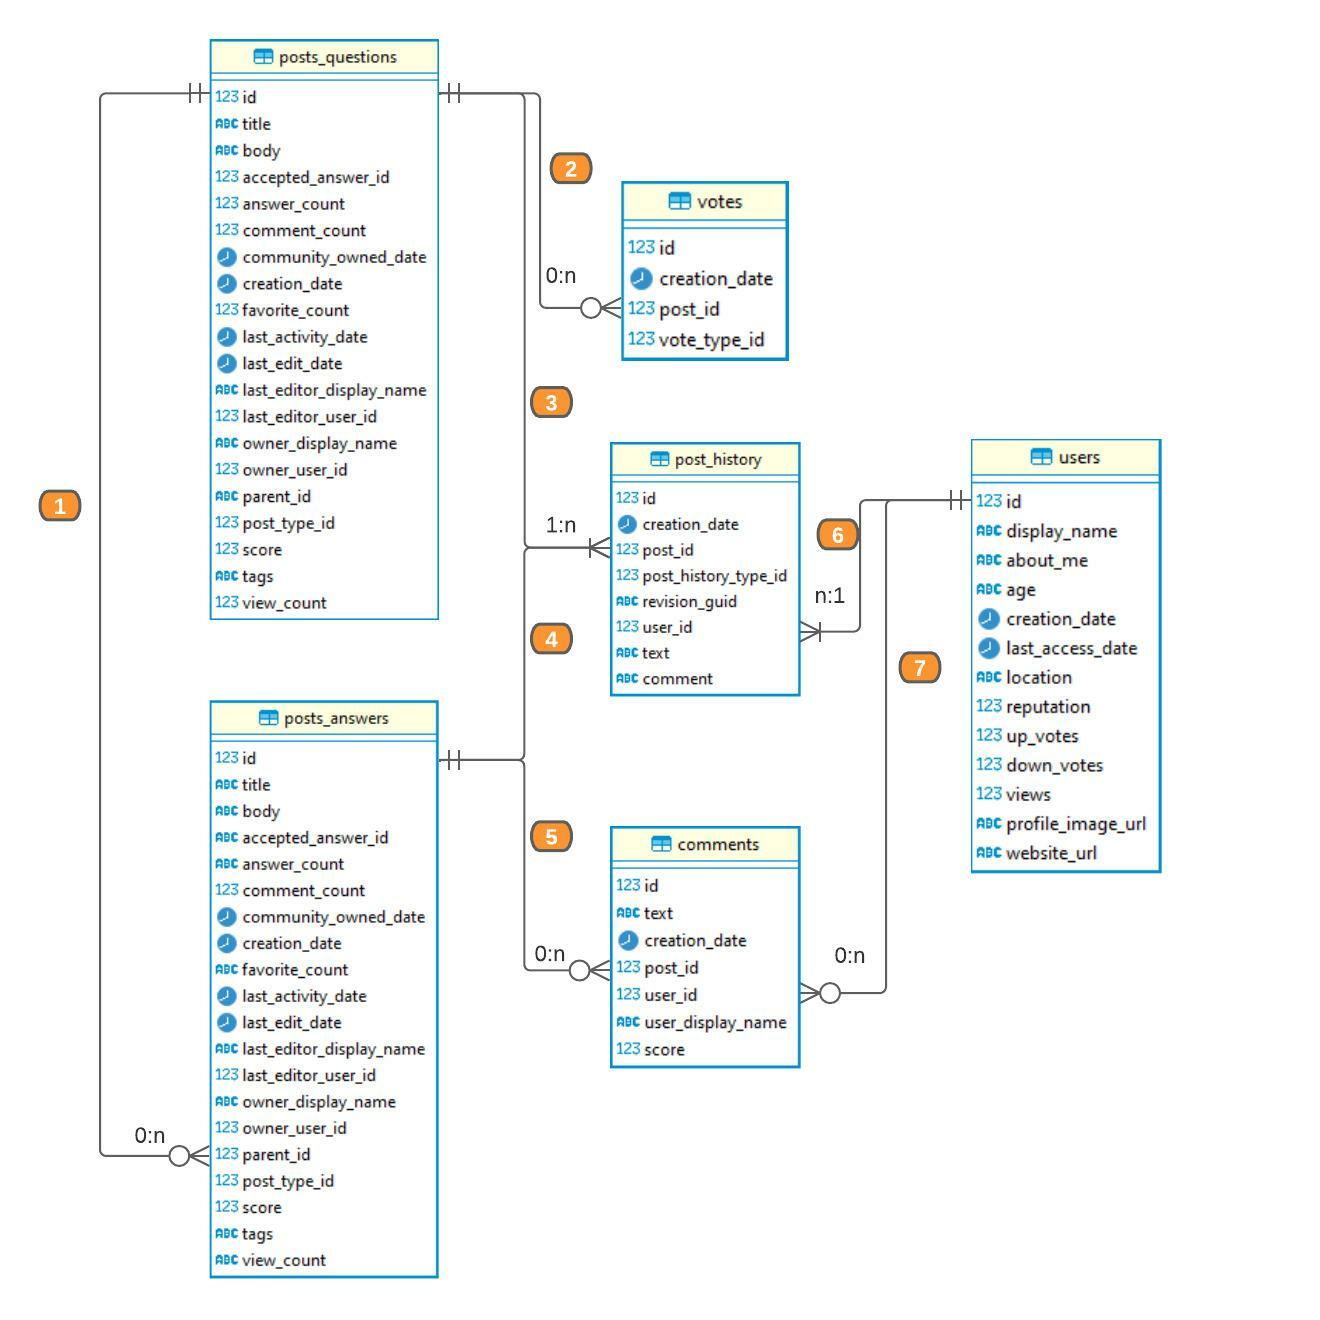 posts_questions
123 id
ABC title
ABC body
123 accepted_answer_id
123 answer_count
123 comment_count
community_owned_date
creation_date
123 favorite_count
last_activity_date
last_edit_date
ABC last_editor_display_name
123 last_editor_user_id
ABC owner_display_name
123 owner_user_id
123 parent_id
123 post_type_id
123 score
ABC tags
123 view_count
1
2
0:n
votes
123 id
creation_date
123 post_id
123 vote_type_id
3
1:n
4
post_history
123 id
creation_date
123 post_id
123 post_history_type_id
ABC revision_guid
123 user_id
ABC text
ABC comment
6
n:1
7
users
123 id
ABC display_name
ABC about_me
ABC age
creation_date
last_access_date
ABC location
123 reputation
123 up_votes
123 down_votes
123 views
ABC profile_image_url
ABC website_url
posts_answers
123 id
ABC title
ABC body
ABC accepted_answer_id
ABC answer_count
123 comment_count
community_owned_date
creation_date
ABC favorite_count
last_activity_date
last_edit_date
ABC last_editor_display_name
123 last_editor_user_id
ABC owner_display_name
123 owner_user_id
123 parent_id
123 post_type_id
123 score
ABC tags
ABC view_count
0:n
5
0:n
comments
123 id
ABC text
creation_date
123 post_id
123 user_id
ABC user_display_name
123 score
0:n